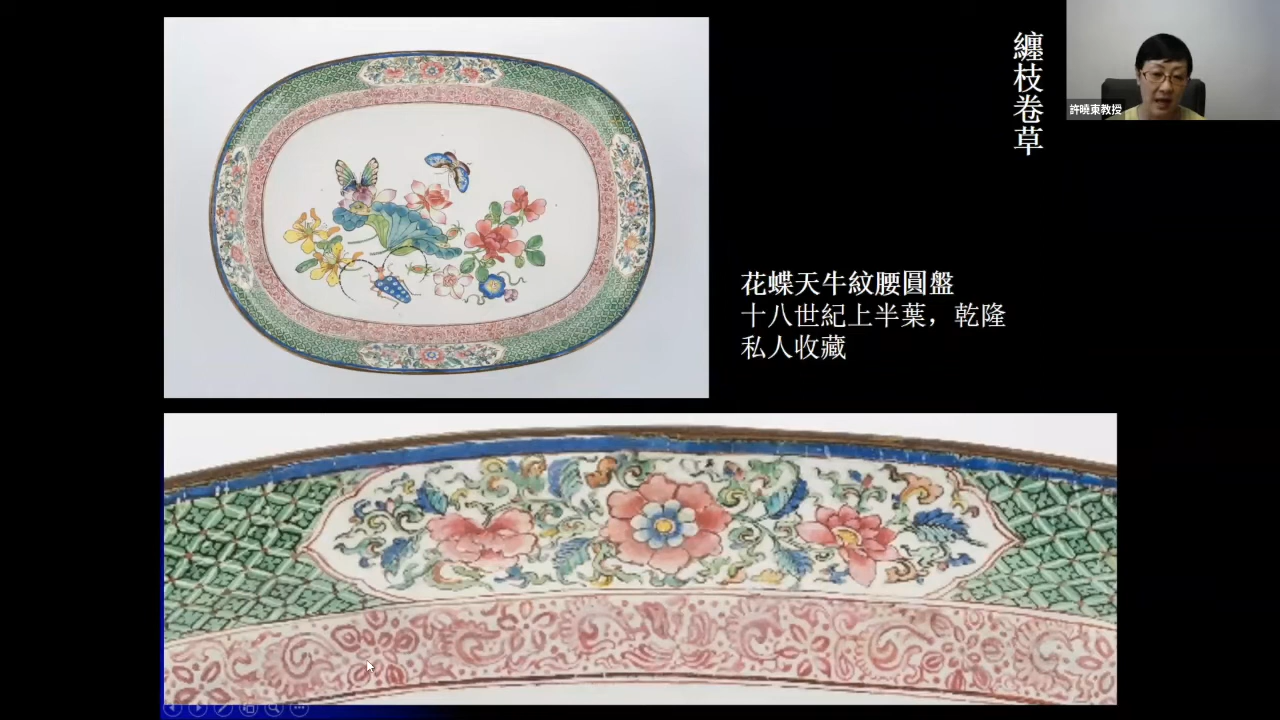 纏枝卷草
許曉東教授
花蝶天牛紋腰圓盤
十八世紀上半葉，乾隆
私人收藏